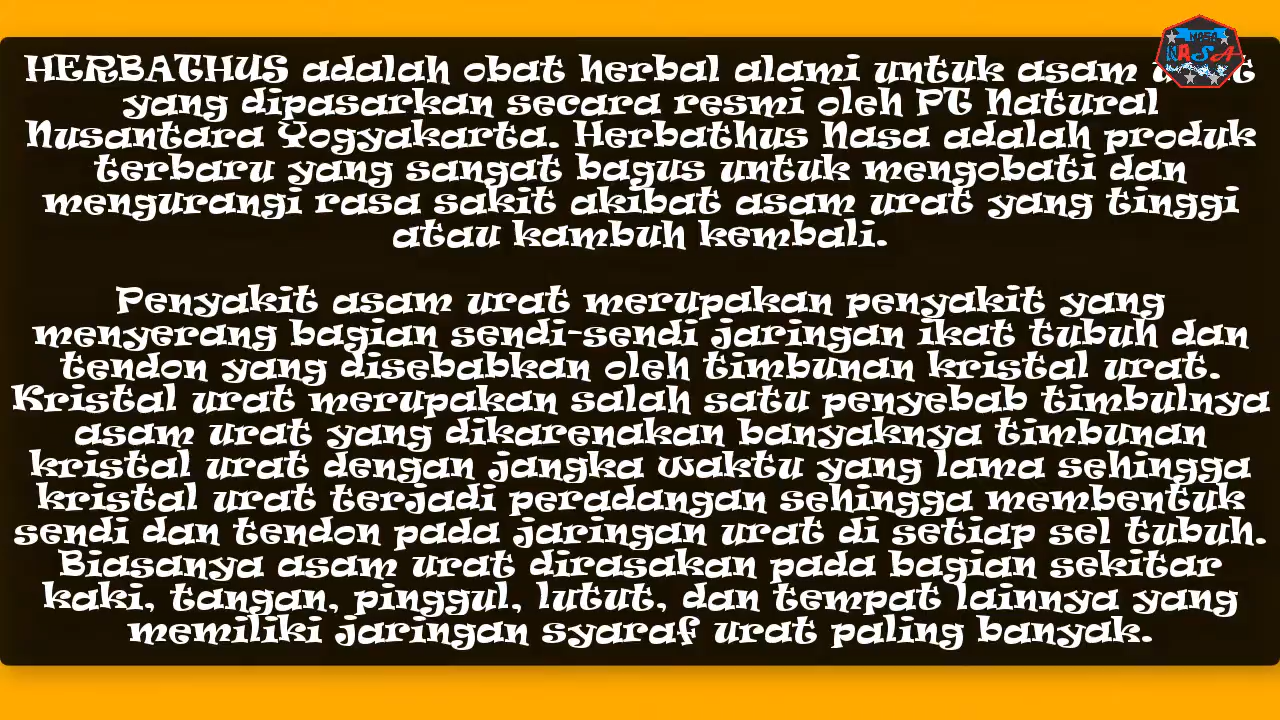 NASA
NASA
HERBATHUS adalah obat herbal alami untuk asam
yang dipasarkan secara resmi oleh PT Natural
Nusantara Yogyakarta. Herbathus Nasa adalah produk
terbaru yang sangat bagus untuk mengobati dan
mengurangi rasa sakit akibat asam urat yang tinggi
atau kambuh kembali.
Penyakit asam urat merupakan penyakit yang
menyerang bagian sendi-sendi jaringan ikat tubuh dan
tendon yang disebabkan oleh timbunan kristal urat.
Kristal urat merupakan salah satu penyebab timbulnya
asam urat yang dikarenakan banyaknya timbunan
kristal urat dengan jangka waktu yang lama sehingga
kristal urat terjadi peradangan sehingga membentuk
sendi dan tendon pada jaringan urat di setiap sel tubuh.
Biasanya asam urat dirasakan pada bagian sekitar
kaki, tangan, pinggul, lutut, dan tempat lainnya yang
memiliki jaringan syaraf urat paling banyak.